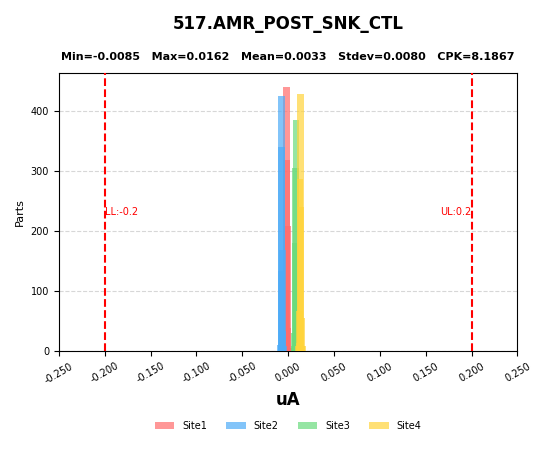 517.AMR_POST_SNK_CTL
Min=-0.0085 Max=0.0162 Mean=0.0033 Stdev=0.0080 CPK=8.1867
400
300
200
100
0
Parts
LL:-0.2
UL:0.2
-0.250 -0.200 -0.150 -0.100 -0.050 0.000 0.050 0.100 0.150 0.200 0.250
uA
Site1 Site2 Site3 Site4